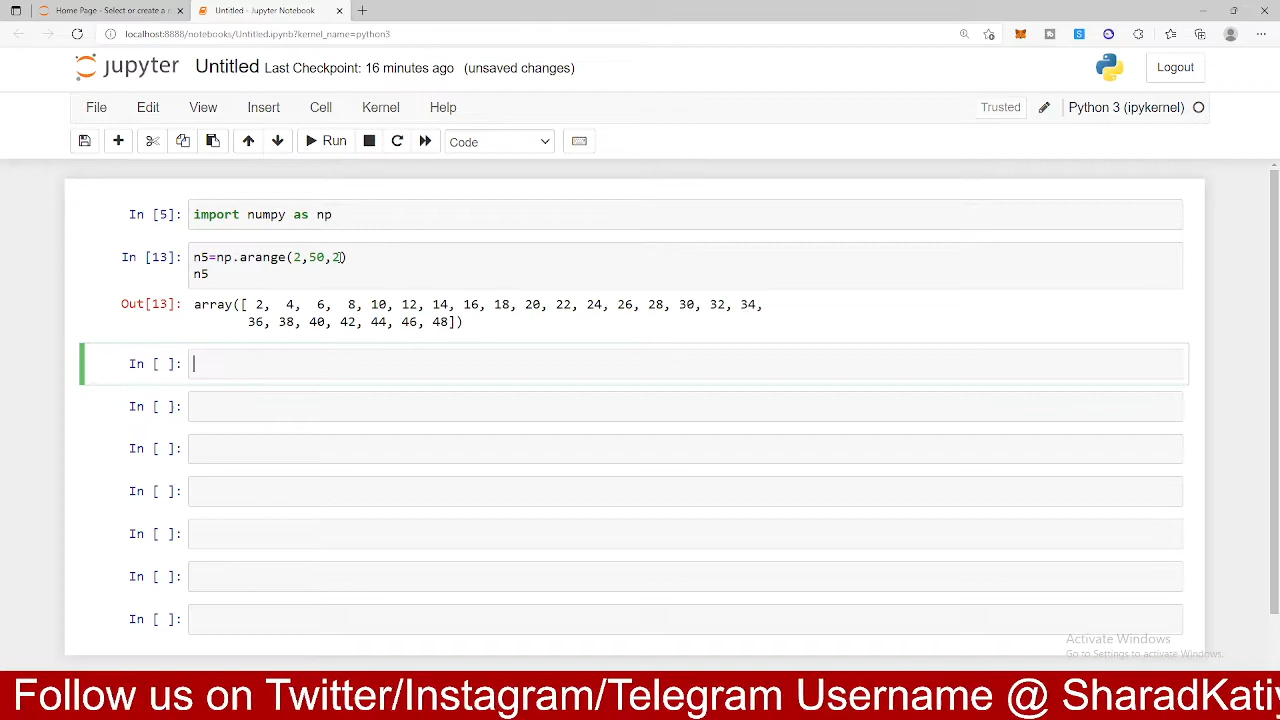 Home Page - Select or create a n
Untitled - Jupyter Notebook
localhost:8888/notebooks/Untitled.ipynb?kernel_name=python3
jupyter Untitled Last Checkpoint: 16 minutes ago (unsaved changes)
Logout
File Edit View Insert Cell Kernel Help
Trusted Python 3 (ipykernel)
Run Code
In [5]: import numpy as np
In [13]: n5=np.arange(2,50,2)
n5
Out[13]: array([ 2, 4, 6, 8, 10, 12, 14, 16, 18, 20, 22, 24, 26, 28, 30, 32, 34,
36, 38, 40, 42, 44, 46, 48])
In [ ]:
In [ ]:
In [ ]:
In [ ]:
In [ ]:
In [ ]:
In [ ]:
Activate Windows
Go to Settings to activate Windows.
Follow us on Twitter/Instagram/Telegram Username @ SharadKati